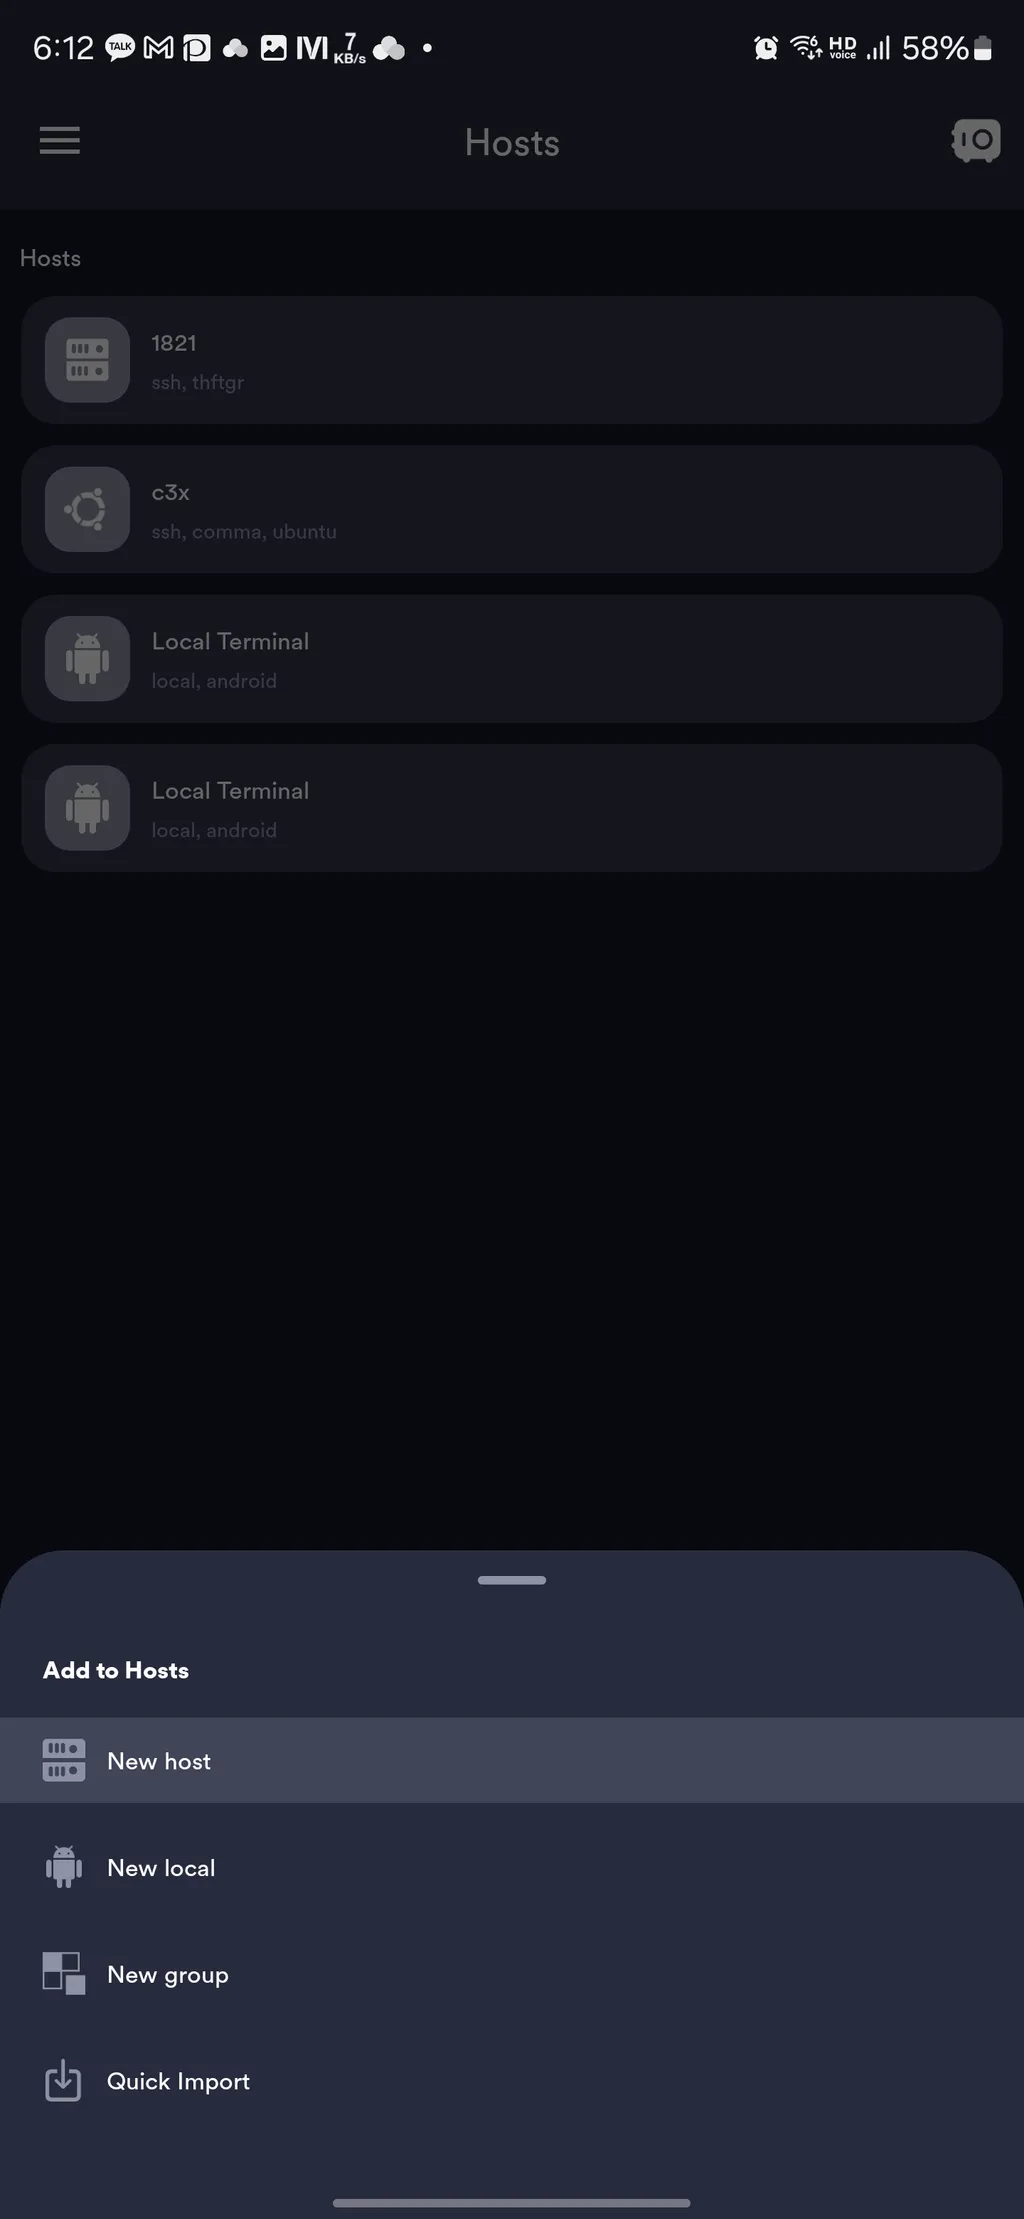 6:12 TALK 7 KB/s HD voice 58%
Hosts
Hosts
1821
ssh, thftgr
c3x
ssh, comma, ubuntu
Local Terminal
local, android
Local Terminal
local, android
Add to Hosts
New host
New local
New group
Quick Import